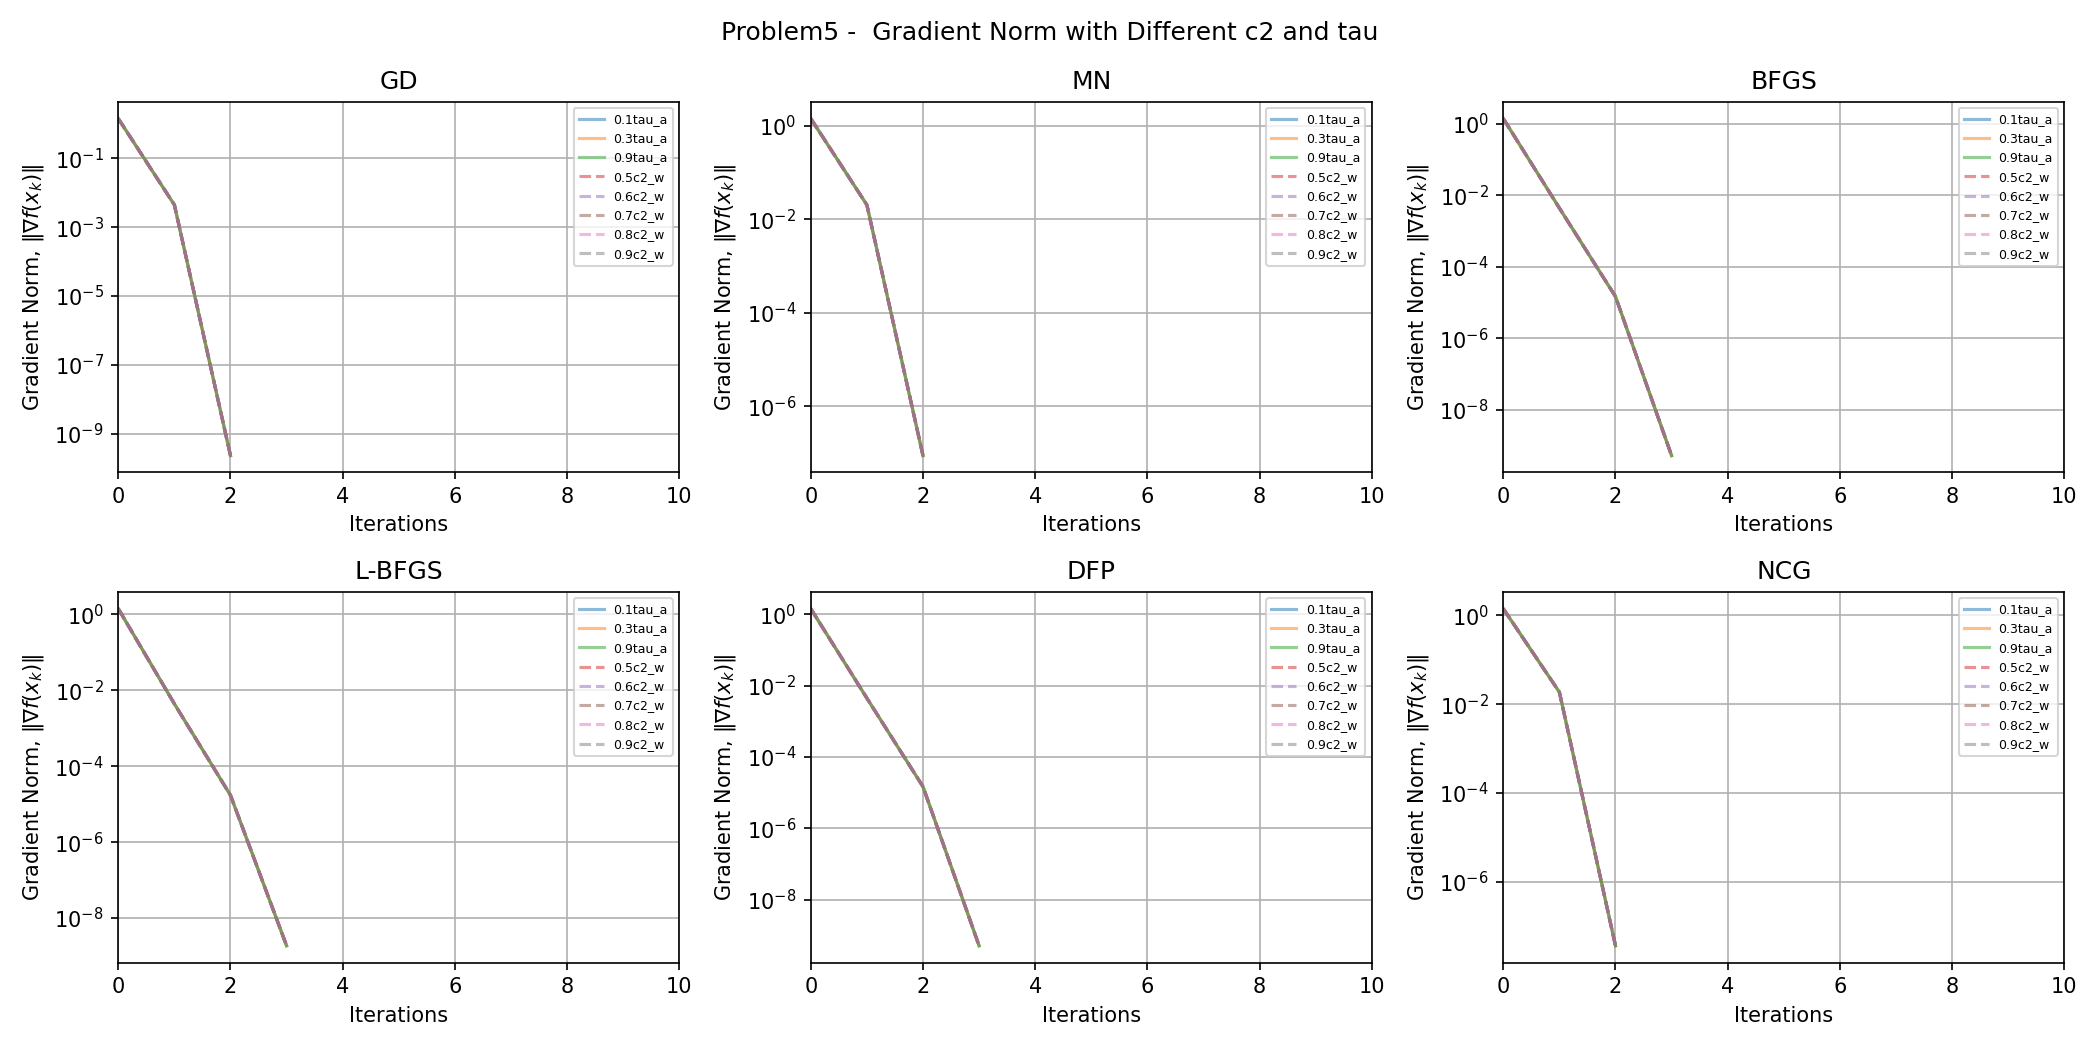 Problem5 -  Gradient Norm with Different c2 and tau
GD
Gradient Norm, ‖∇f(x_k)‖
10^−1
10^−3
10^−5
10^−7
10^−9
0 2 4 6 8 10
Iterations
0.1tau_a
0.3tau_a
0.9tau_a
0.5c2_w
0.6c2_w
0.7c2_w
0.8c2_w
0.9c2_w
MN
Gradient Norm, ‖∇f(x_k)‖
10^0
10^−2
10^−4
10^−6
0 2 4 6 8 10
Iterations
0.1tau_a
0.3tau_a
0.9tau_a
0.5c2_w
0.6c2_w
0.7c2_w
0.8c2_w
0.9c2_w
BFGS
Gradient Norm, ‖∇f(x_k)‖
10^0
10^−2
10^−4
10^−6
10^−8
0 2 4 6 8 10
Iterations
0.1tau_a
0.3tau_a
0.9tau_a
0.5c2_w
0.6c2_w
0.7c2_w
0.8c2_w
0.9c2_w
L-BFGS
Gradient Norm, ‖∇f(x_k)‖
10^0
10^−2
10^−4
10^−6
10^−8
0 2 4 6 8 10
Iterations
0.1tau_a
0.3tau_a
0.9tau_a
0.5c2_w
0.6c2_w
0.7c2_w
0.8c2_w
0.9c2_w
DFP
Gradient Norm, ‖∇f(x_k)‖
10^0
10^−2
10^−4
10^−6
10^−8
0 2 4 6 8 10
Iterations
0.1tau_a
0.3tau_a
0.9tau_a
0.5c2_w
0.6c2_w
0.7c2_w
0.8c2_w
0.9c2_w
NCG
Gradient Norm, ‖∇f(x_k)‖
10^0
10^−2
10^−4
10^−6
0 2 4 6 8 10
Iterations
0.1tau_a
0.3tau_a
0.9tau_a
0.5c2_w
0.6c2_w
0.7c2_w
0.8c2_w
0.9c2_w